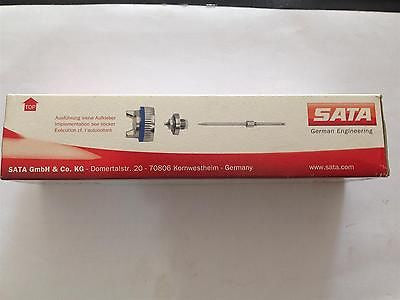 TOP
Ausführung siehe Aufkleber
Implementation see sticker
Exécution cf. l'autocollant
SATA
German Engineering
SATA GmbH & Co. KG - Domertalstr. 20 - 70806 Kornwestheim - Germany
www.sata.com